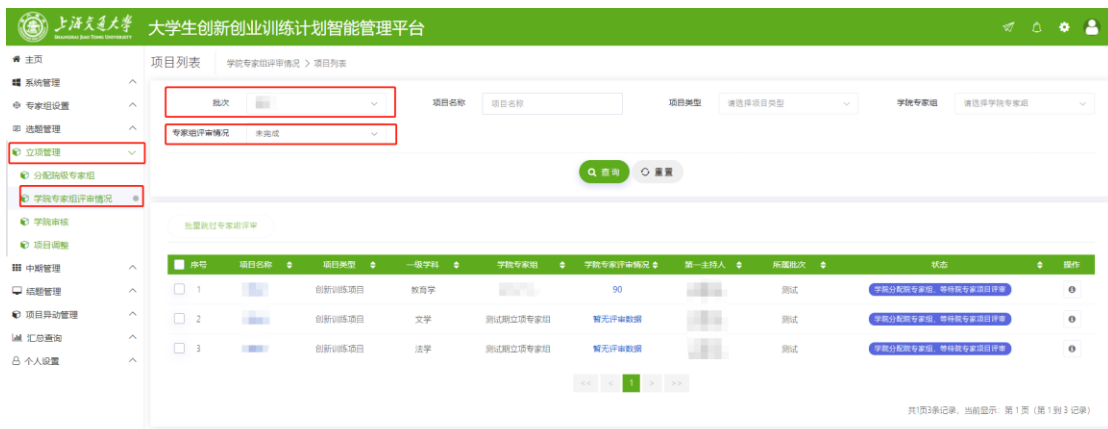 上海交通大学 大学生创新创业训练计划智能管理平台
SHANGHAI JIAO TONG UNIVERSITY
主页
系统管理
专家组设置
选题管理
立项管理
分配院级专家组
学院专家组评审情况
学院审核
项目调整
中期管理
结题管理
项目异动管理
汇总查询
个人设置
项目列表 学院专家组评审情况 > 项目列表
批次 项目名称 项目名称 项目类型 请选择项目类型 学院专家组 请选择学院专家组
专家组评审情况 未完成
查询 重置
批量跳过专家组评审
序号 项目名称 项目类型 一级学科 学院专家组 学院专家评审情况 第一主持人 所属批次 状态 操作
1 创新训练项目 教育学 90 测试 学院分配院专家组，等待院专家项目评审
2 创新训练项目 文学 测试期立项专家组 暂无评审数据 测试 学院分配院专家组，等待院专家项目评审
3 创新训练项目 法学 测试期立项专家组 暂无评审数据 测试 学院分配院专家组，等待院专家项目评审
<< < 1 > >>
共1页3条记录，当前显示：第 1 页（第 1 到 3 记录）